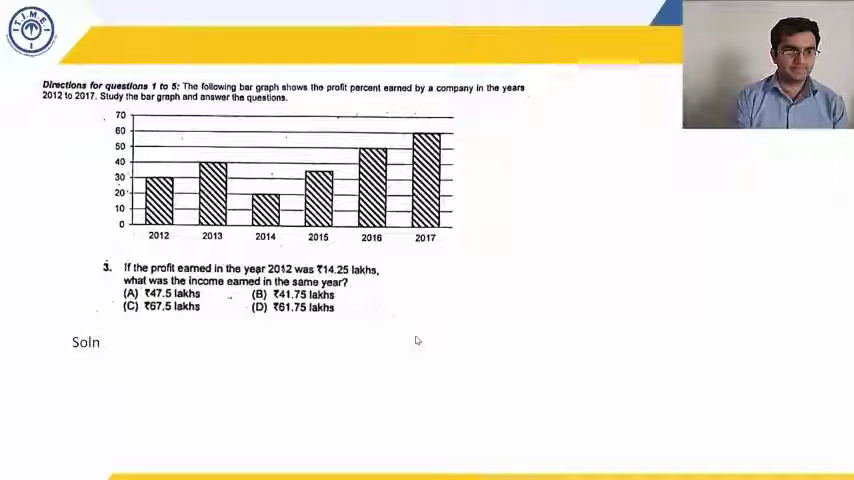 T.I.M.E.
Directions for questions 1 to 5: The following bar graph shows the profit percent earned by a company in the years
2012 to 2017. Study the bar graph and answer the questions.
70
60
50
40
30
20
10
0
2012 2013 2014 2015 2016 2017
3. If the profit earned in the year 2012 was ₹14.25 lakhs,
what was the income earned in the same year?
(A) ₹47.5 lakhs (B) ₹41.75 lakhs
(C) ₹67.5 lakhs (D) ₹61.75 lakhs
Soln